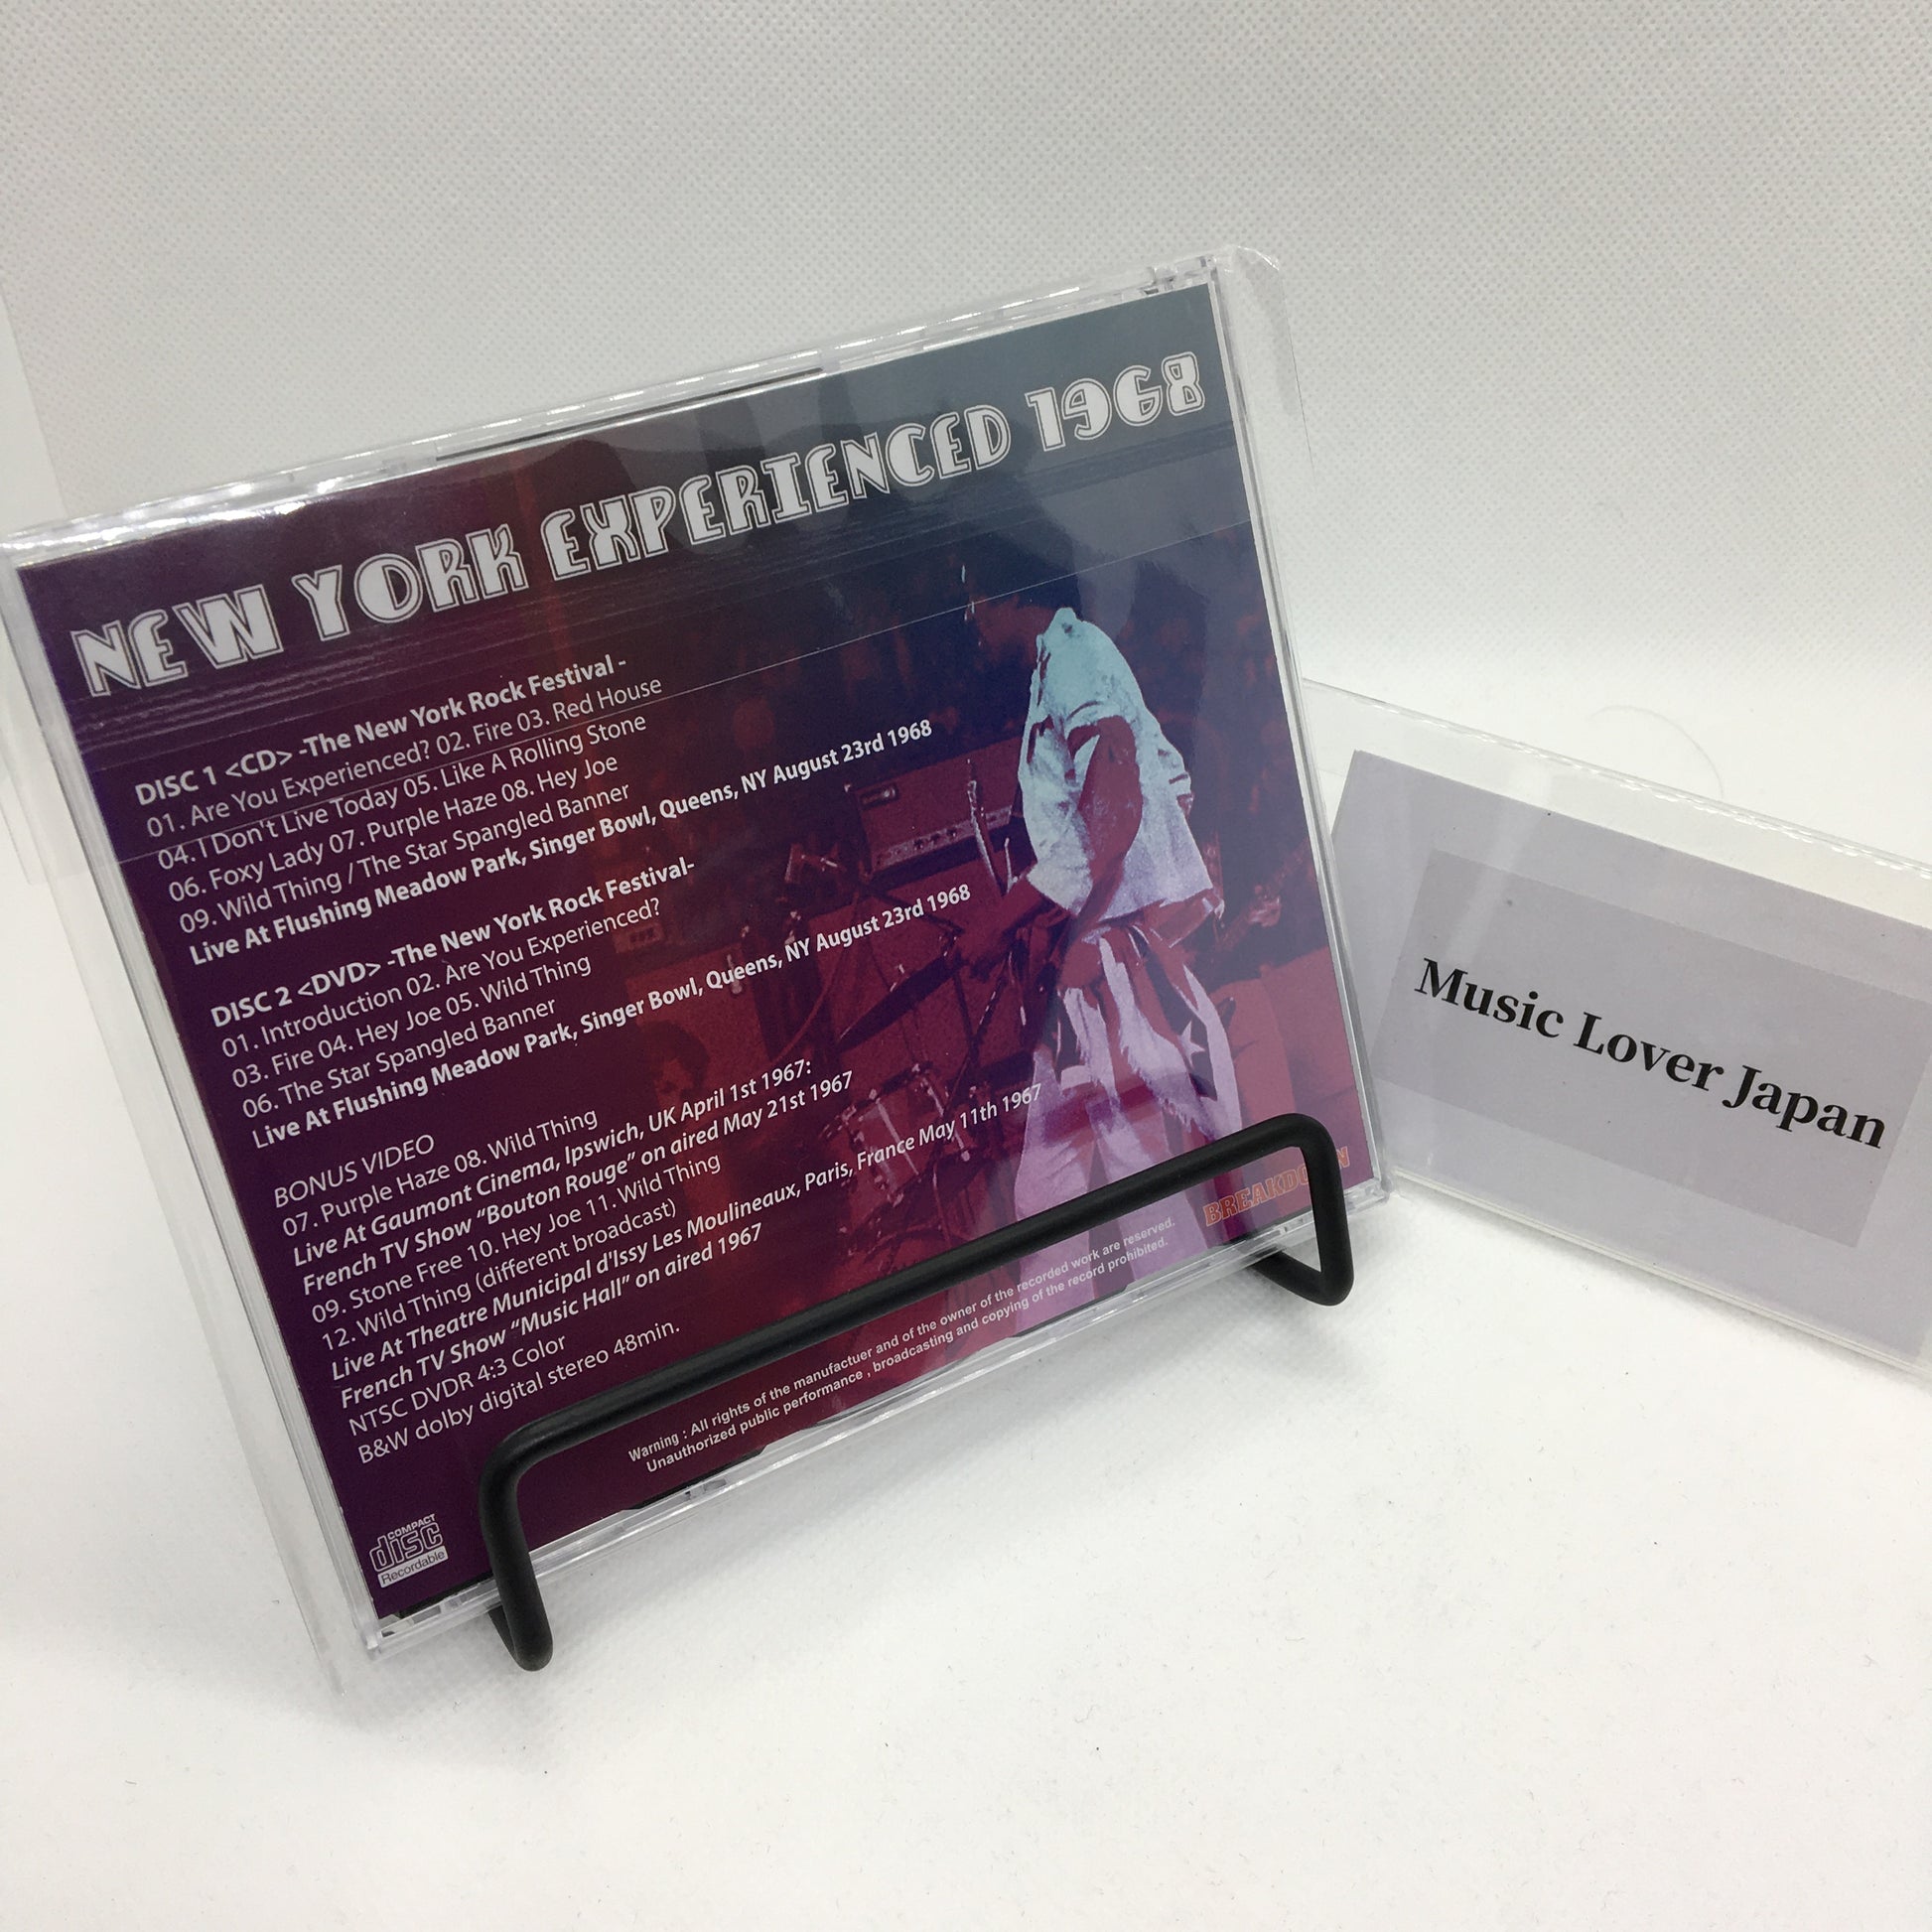 NEW YORK EXPERIENCED 1968
DISC 1 <CD> -The New York Rock Festival -
01. Are You Experienced? 02. Fire 03. Red House
04. I Don't Live Today 05. Like A Rolling Stone
06. Foxy Lady 07. Purple Haze 08. Hey Joe
09. Wild Thing / The Star Spangled Banner
Live At Flushing Meadow Park, Singer Bowl, Queens, NY August 23rd 1968
DISC 2 <DVD> -The New York Rock Festival-
01. Introduction 02. Are You Experienced?
03. Fire 04. Hey Joe 05. Wild Thing
06. The Star Spangled Banner
Live At Flushing Meadow Park, Singer Bowl, Queens, NY August 23rd 1968
BONUS VIDEO
07. Purple Haze 08. Wild Thing
Live At Gaumont Cinema, Ipswich, UK April 1st 1967:
French TV Show “Bouton Rouge” on aired May 21st 1967
09. Stone Free 10. Hey Joe 11. Wild Thing
12. Wild Thing (different broadcast)
Live At Theatre Municipal d'Issy Les Moulineaux, Paris, France May 11th 1967
French TV Show “Music Hall” on aired 1967
NTSC DVDR 4:3 Color
B&W dolby digital stereo 48min.
Warning : All rights of the manufactuer and of the owner of the recorded work are reserved.
Unauthorized public performance , broadcasting and copying of the record prohibited.
COMPACT
disc
Recordable
Music Lover Japan